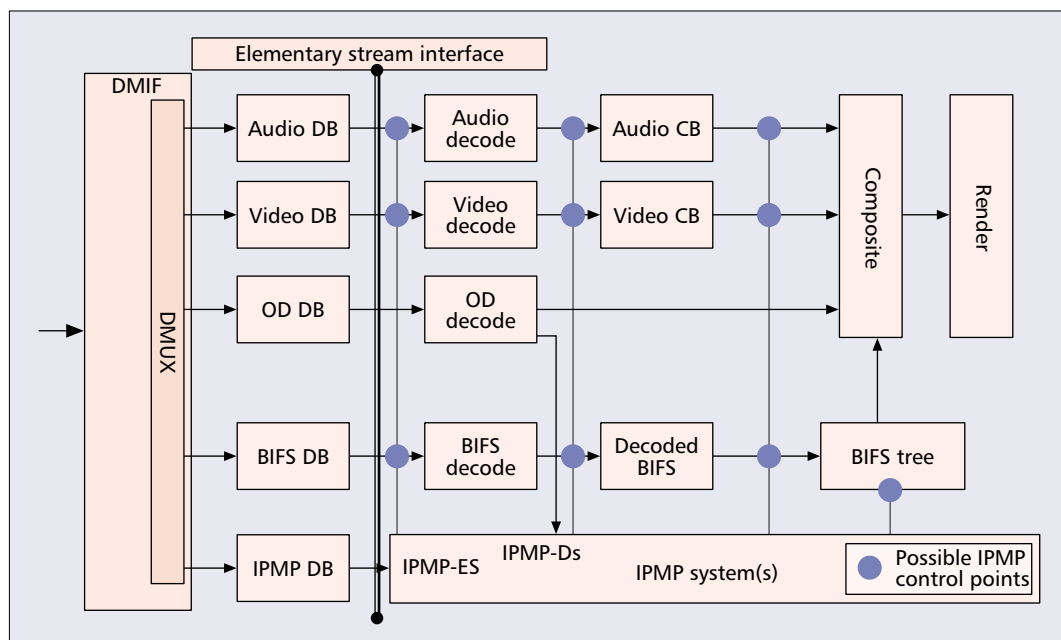 Elementary stream interface
DMIF
DMUX
Audio DB
Audio
decode
Audio CB
Video DB
Video
decode
Video CB
OD DB
OD
decode
Composite
Render
BIFS DB
BIFS
decode
Decoded
BIFS
BIFS tree
IPMP DB
IPMP-ES
IPMP-Ds
IPMP system(s)
Possible IPMP
control points